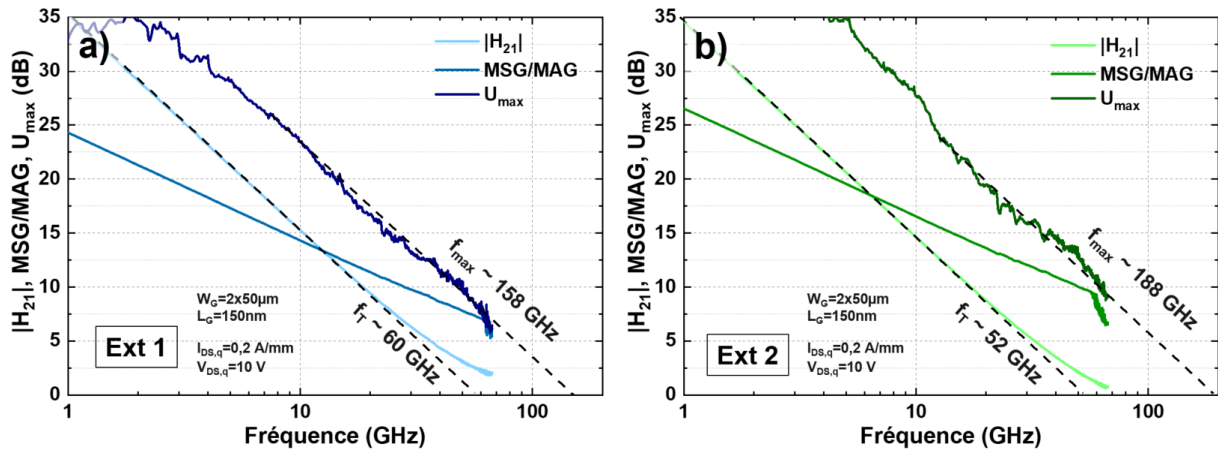 a)
|H21|
MSG/MAG
Umax
|H21|, MSG/MAG, Umax (dB)
35
30
25
20
15
10
5
0
fmax ~ 158 GHz
fT ~ 60 GHz
WG=2x50µm
LG=150nm
IDS,q=0,2 A/mm
VDS,q=10 V
Ext 1
1
10
100
Fréquence (GHz)
b)
|H21|
MSG/MAG
Umax
|H21|, MSG/MAG, Umax (dB)
35
30
25
20
15
10
5
0
fmax ~ 188 GHz
fT ~ 52 GHz
WG=2x50µm
LG=150nm
IDS,q=0,2 A/mm
VDS,q=10 V
Ext 2
1
10
100
Fréquence (GHz)